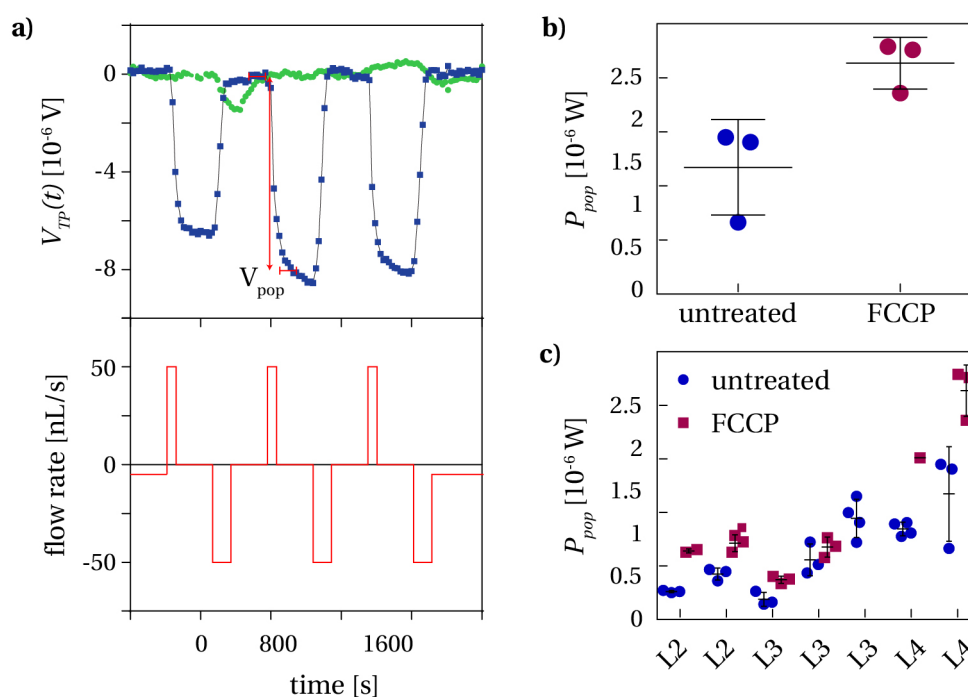 a)
V_TP(t) [10⁻⁶ V]
0
-4
-8
V_pop
flow rate [nL/s]
50
0
-50
0 800 1600
time [s]
b)
P_pop [10⁻⁶ W]
2.5
2
1.5
1
0.5
0
untreated FCCP
c)
P_pop [10⁻⁶ W]
2.5
2
1.5
1
0.5
0
untreated
FCCP
L2 L2 L3 L3 L3 L4 L4